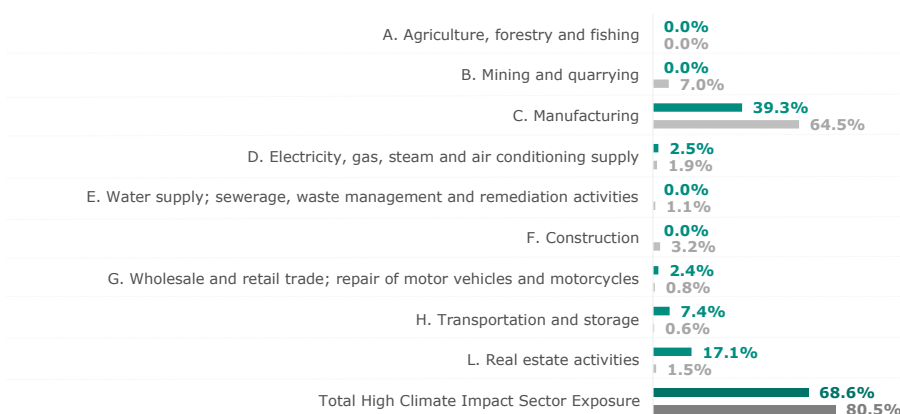 A. Agriculture, forestry and fishing
0.0%
0.0%
B. Mining and quarrying
0.0%
7.0%
C. Manufacturing
39.3%
64.5%
D. Electricity, gas, steam and air conditioning supply
2.5%
1.9%
E. Water supply; sewerage, waste management and remediation activities
0.0%
1.1%
F. Construction
0.0%
3.2%
G. Wholesale and retail trade; repair of motor vehicles and motorcycles
2.4%
0.8%
H. Transportation and storage
7.4%
0.6%
L. Real estate activities
17.1%
1.5%
Total High Climate Impact Sector Exposure
68.6%
80.5%